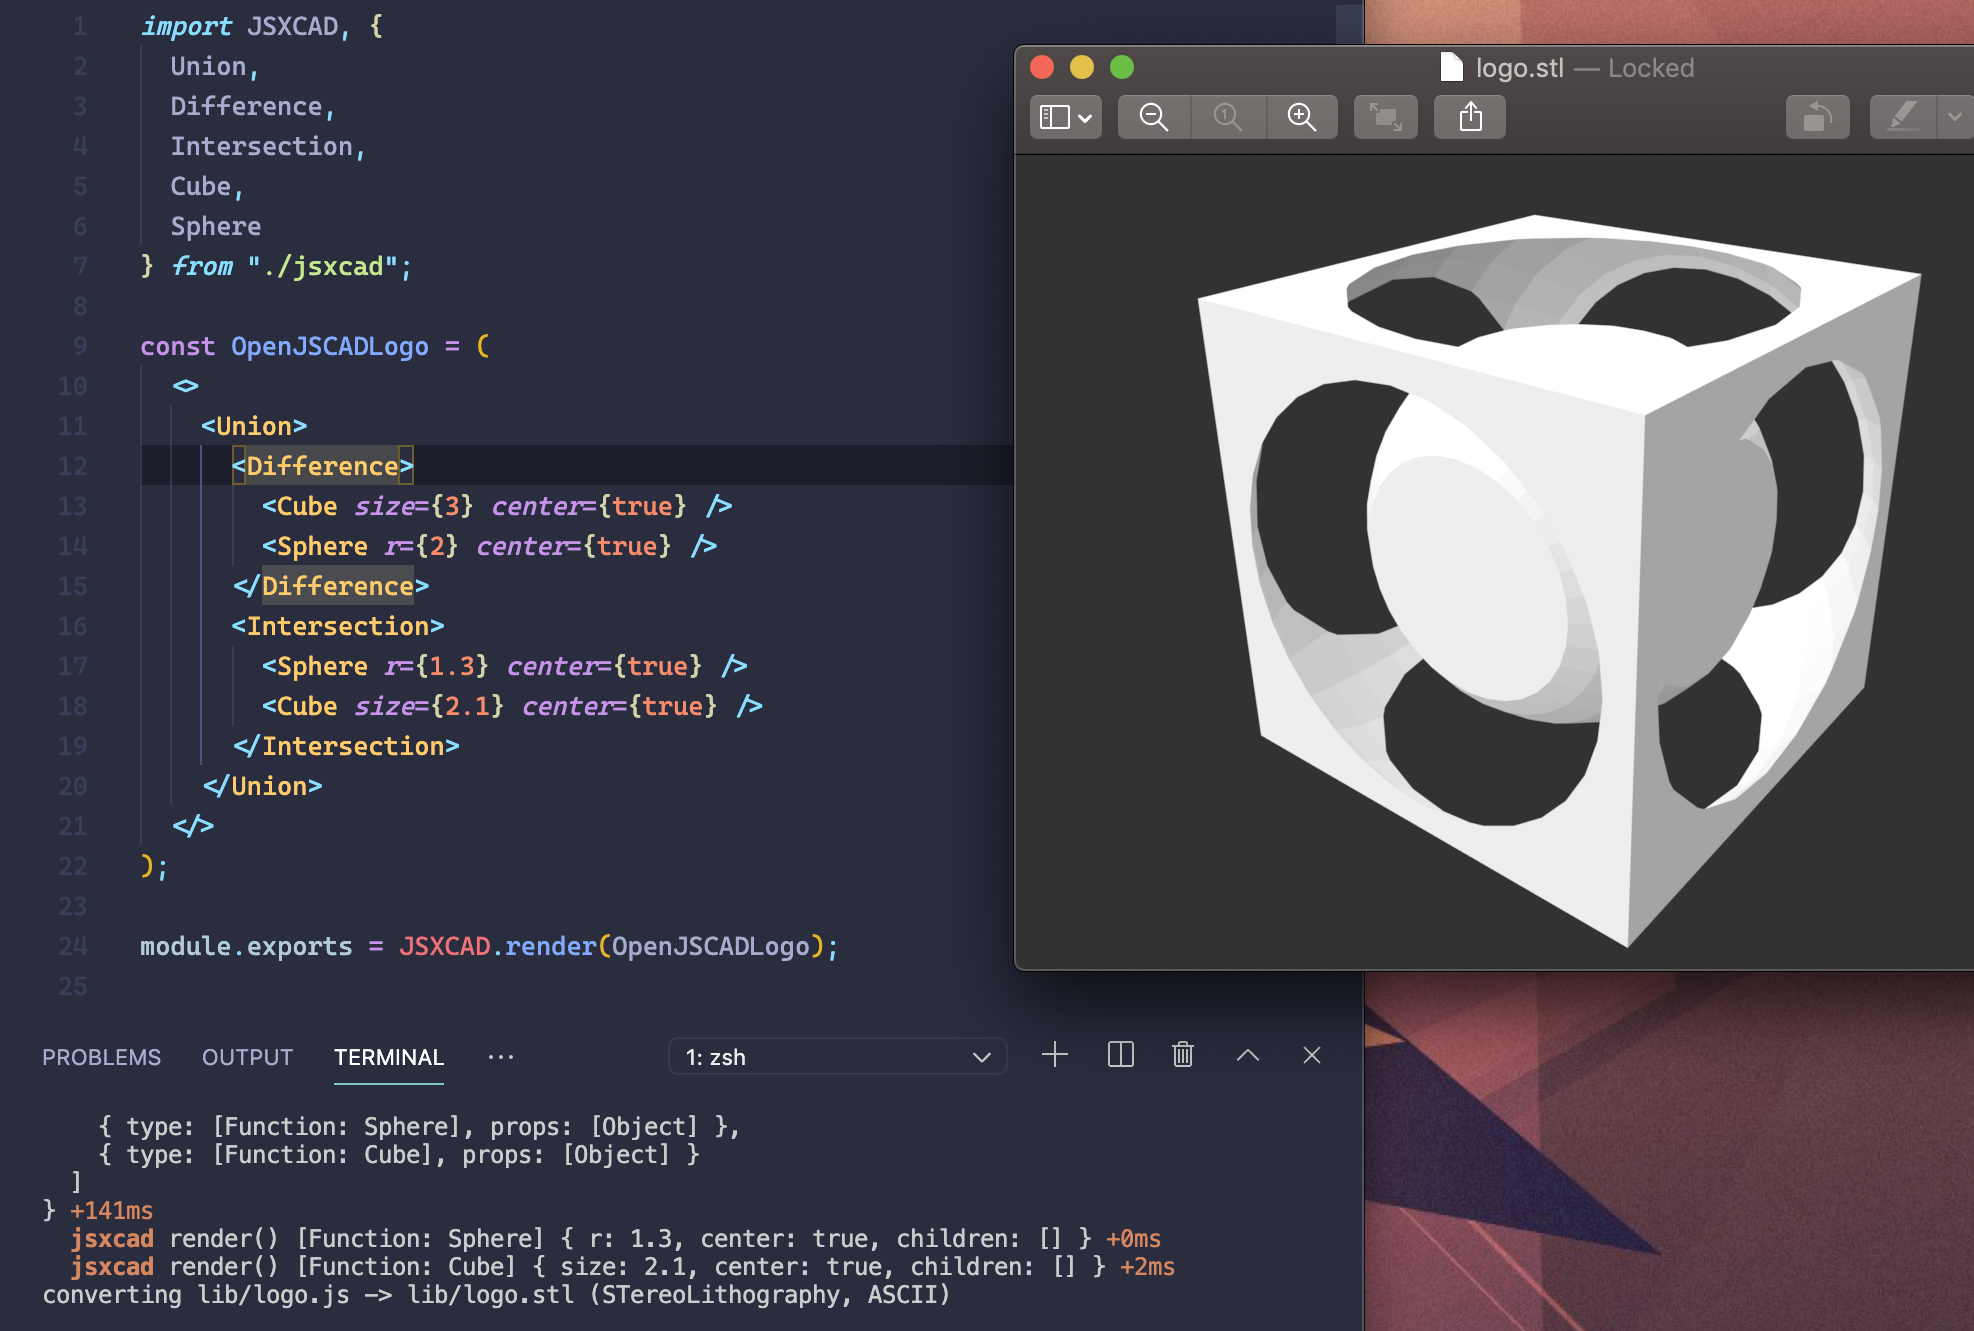 1 import JSXCAD, {
2   Union,
3   Difference,
4   Intersection,
5   Cube,
6   Sphere
7 } from "./jsxcad";
8
9 const OpenJSCADLogo = (
10   <>
11     <Union>
12       <Difference>
13         <Cube size={3} center={true} />
14         <Sphere r={2} center={true} />
15       </Difference>
16       <Intersection>
17         <Sphere r={1.3} center={true} />
18         <Cube size={2.1} center={true} />
19       </Intersection>
20     </Union>
21   </>
22 );
23
24 module.exports = JSXCAD.render(OpenJSCADLogo);
25
logo.stl — Locked
1
PROBLEMS OUTPUT TERMINAL ··· 1: zsh
    { type: [Function: Sphere], props: [Object] },
    { type: [Function: Cube], props: [Object] }
  ]
} +141ms
  jsxcad render() [Function: Sphere] { r: 1.3, center: true, children: [] } +0ms
  jsxcad render() [Function: Cube] { size: 2.1, center: true, children: [] } +2ms
converting lib/logo.js -> lib/logo.stl (STereoLithography, ASCII)